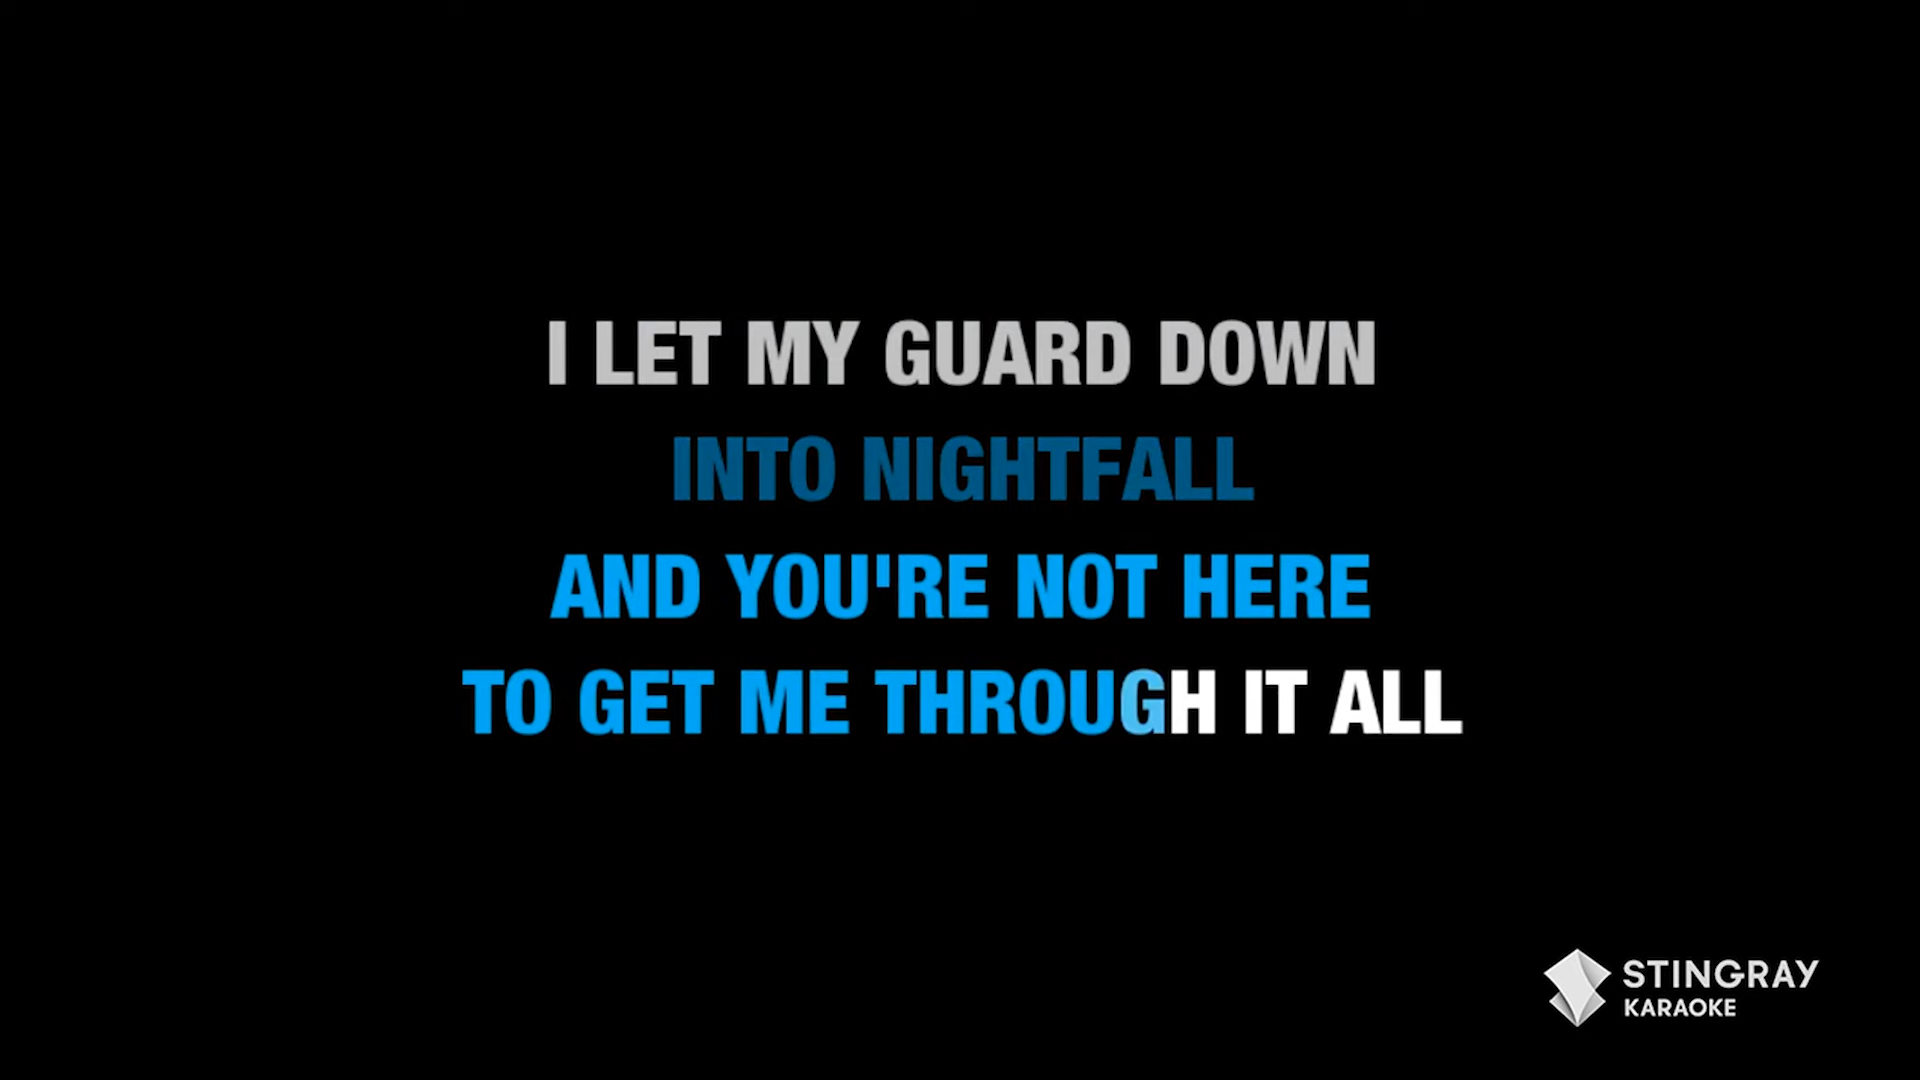 I LET MY GUARD DOWN
INTO NIGHTFALL
AND YOU'RE NOT HERE
TO GET ME THROUGH IT ALL
STINGRAY
KARAOKE